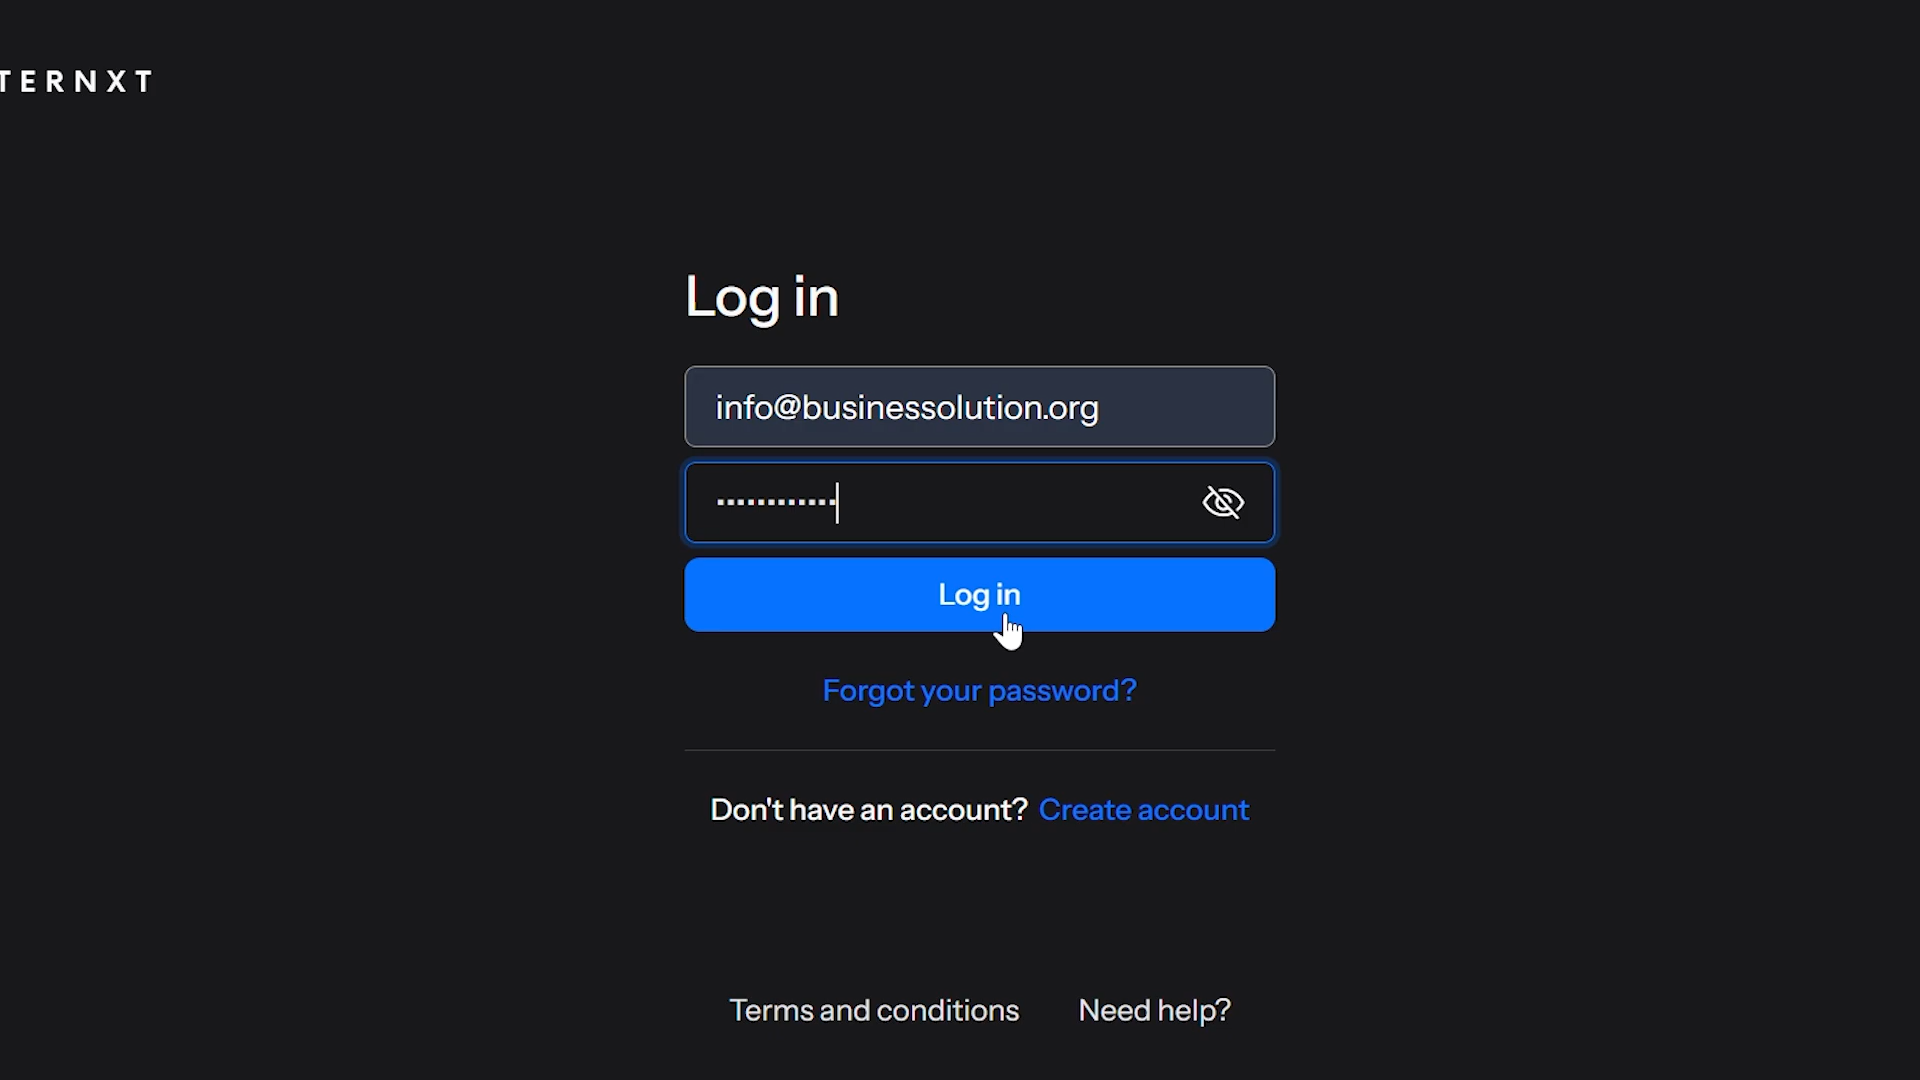 TERNXT
Log in
info@businessolution.org
············
Log in
Forgot your password?
Don't have an account? Create account
Terms and conditions Need help?